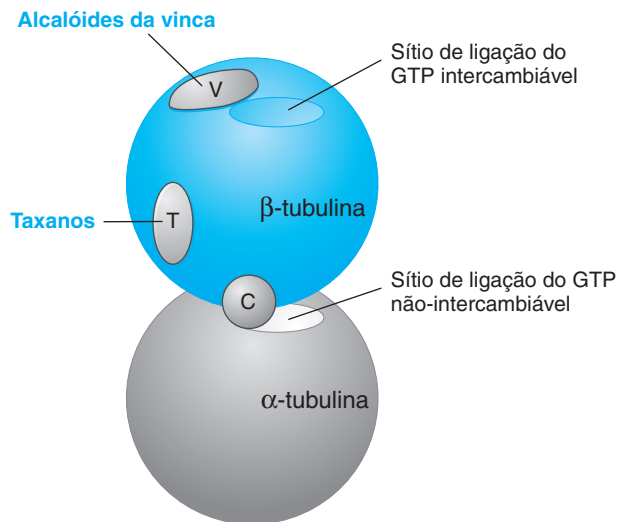 Alcalóides da vinca
V
Sítio de ligação do
GTP intercambiável
β-tubulina
Taxanos
T
C
Sítio de ligação do GTP
não-intercambiável
α-tubulina